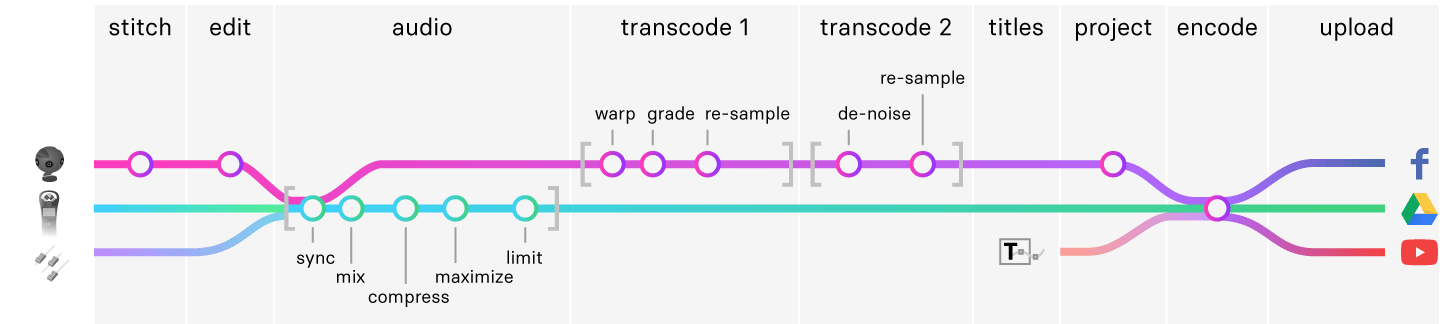 stitch edit audio transcode 1 transcode 2 titles project encode upload
re-sample
warp grade re-sample de-noise
f
T
sync limit
mix maximize
compress